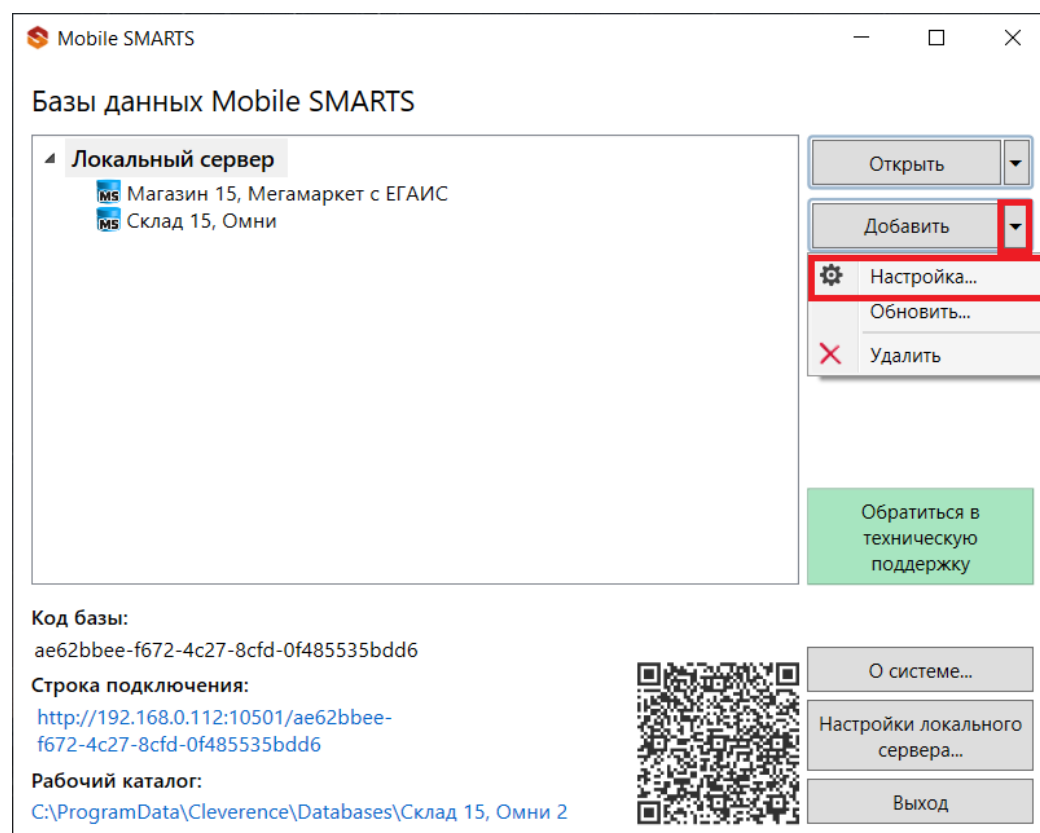 Mobile SMARTS
Базы данных Mobile SMARTS
Локальный сервер
MS Магазин 15, Мегамаркет с ЕГАИС
MS Склад 15, Омни
Открыть
Добавить
Настройка...
Обновить...
Удалить
Обратиться в
техническую
поддержку
Код базы:
ae62bbee-f672-4c27-8cfd-0f485535bdd6
Строка подключения:
http://192.168.0.112:10501/ae62bbee-
f672-4c27-8cfd-0f485535bdd6
Рабочий каталог:
C:\ProgramData\Cleverence\Databases\Склад 15, Омни 2
О системе...
Настройки локального
сервера...
Выход